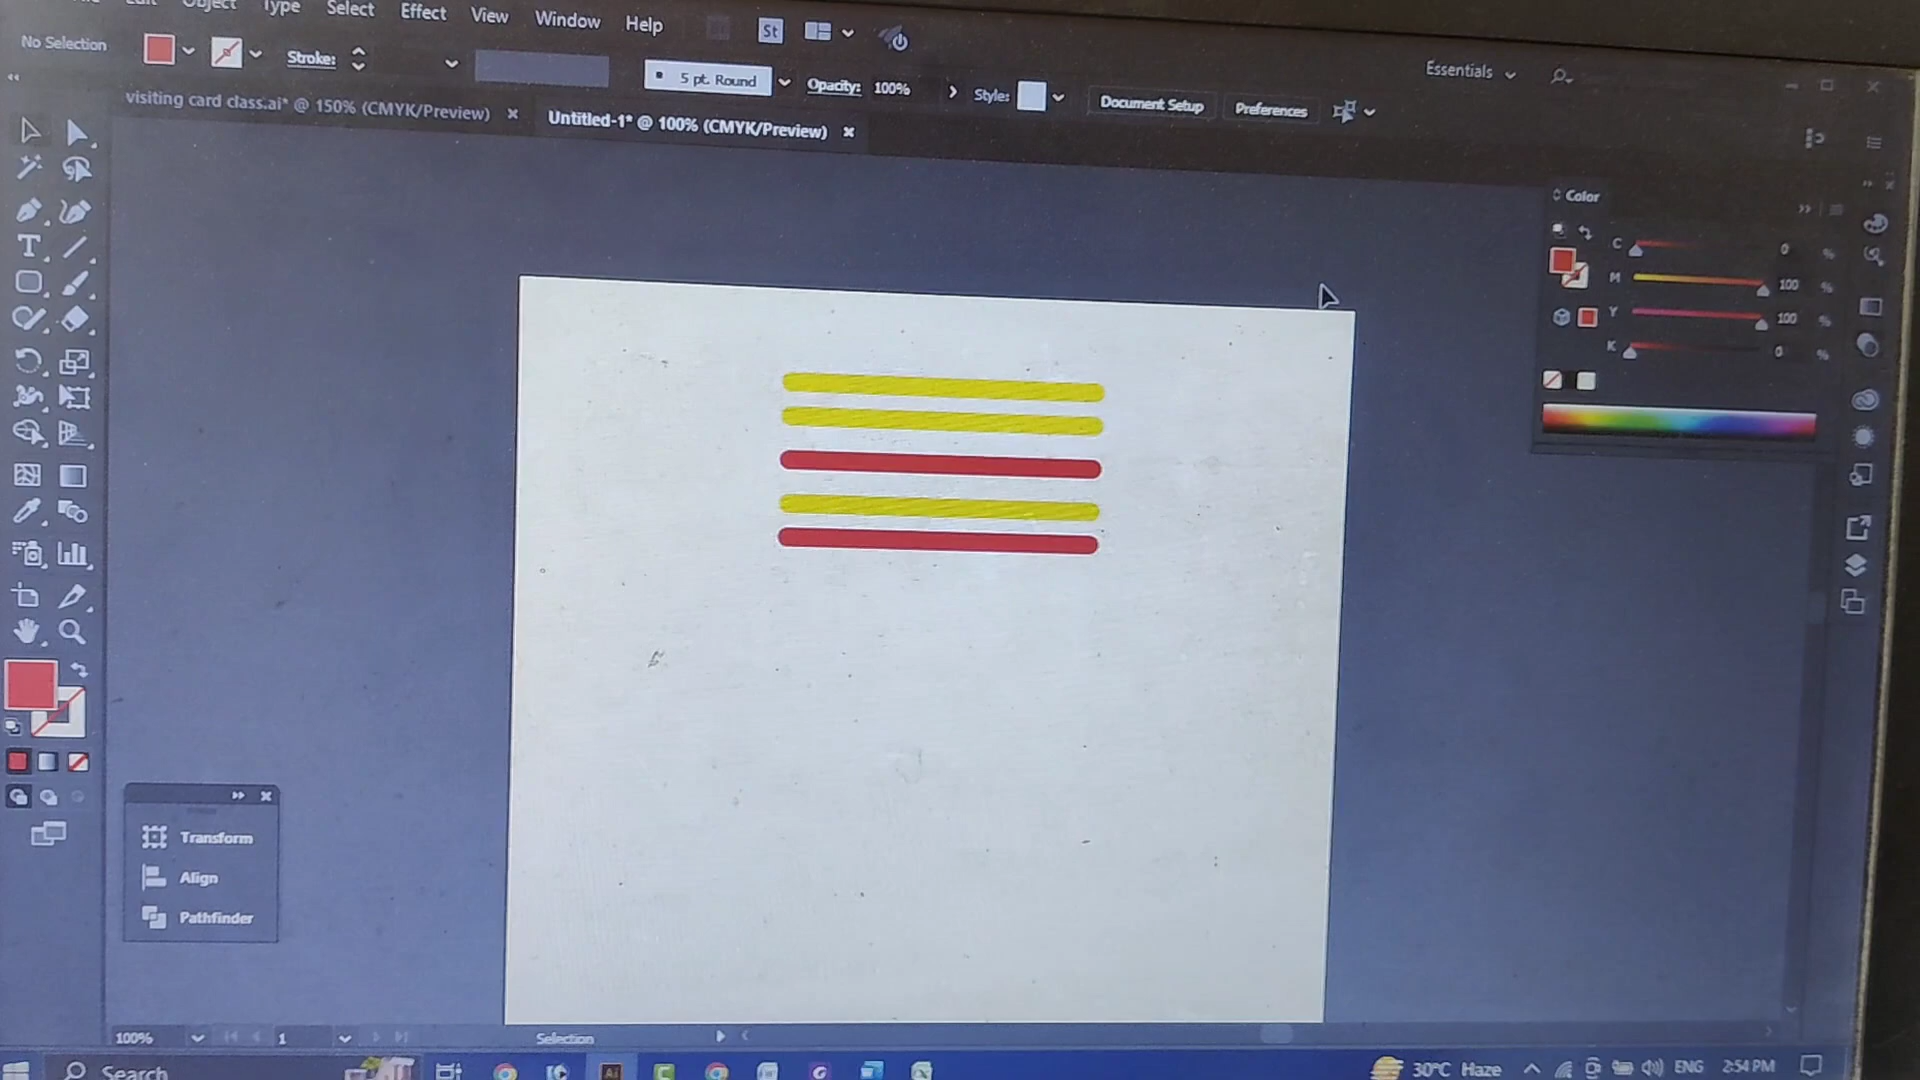 Edit Object Type Select Effect View Window Help St
No Selection Stroke: 5 pt. Round Opacity: 100% Style: Document Setup Preferences Essentials
visiting card class.ai* @ 150% (CMYK/Preview) × Untitled-1* @ 100% (CMYK/Preview) ×
Color
C 0 %
M 100 %
Y 100 %
K 0 %
Transform
Align
Pathfinder
100% 1 Selection
Search 30°C Haze ENG 2:54 PM